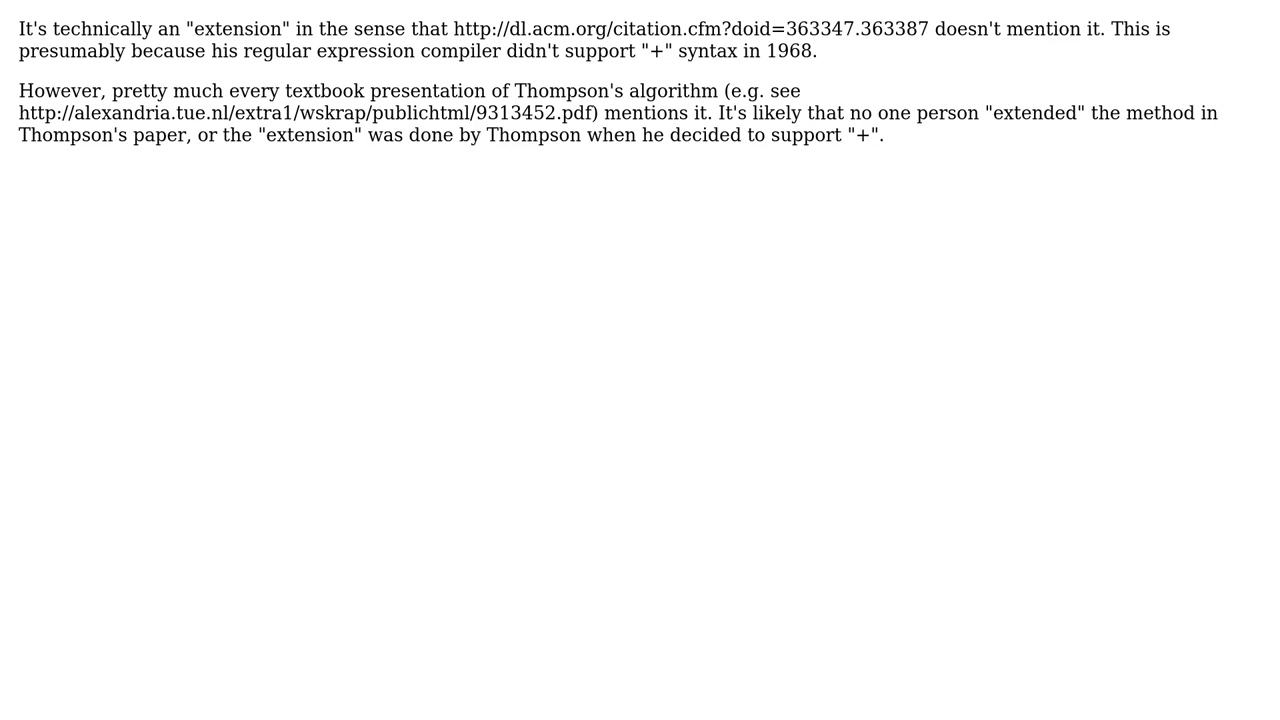 It's technically an "extension" in the sense that http://dl.acm.org/citation.cfm?doid=363347.363387 doesn't mention it. This is
presumably because his regular expression compiler didn't support "+" syntax in 1968.
However, pretty much every textbook presentation of Thompson's algorithm (e.g. see
http://alexandria.tue.nl/extra1/wskrap/publichtml/9313452.pdf) mentions it. It's likely that no one person "extended" the method in
Thompson's paper, or the "extension" was done by Thompson when he decided to support "+".